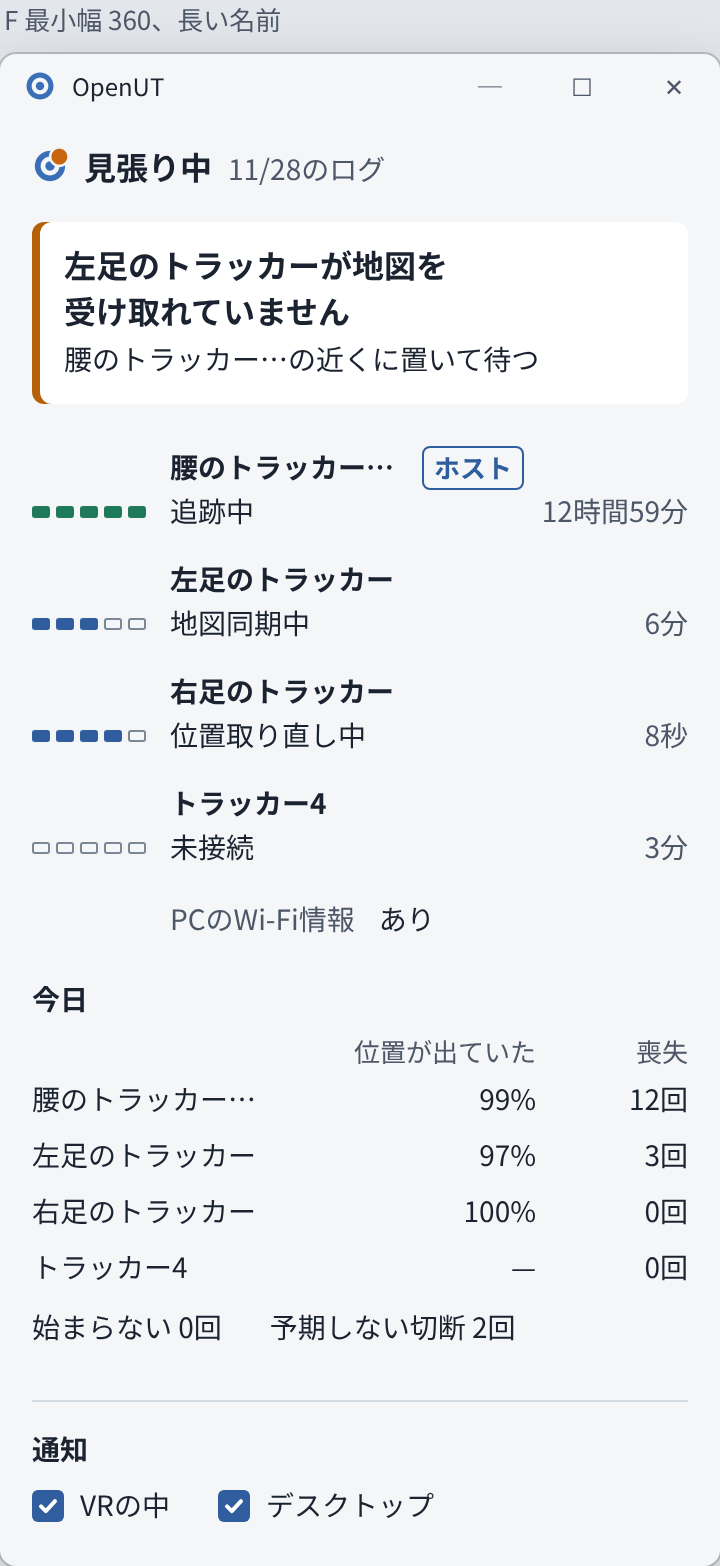 F 最小幅 360、長い名前
OpenUT
見張り中 11/28のログ
左足のトラッカーが地図を
受け取れていません
腰のトラッカー…の近くに置いて待つ
腰のトラッカー… ホスト
追跡中 12時間59分
左足のトラッカー
地図同期中 6分
右足のトラッカー
位置取り直し中 8秒
トラッカー4
未接続 3分
PCのWi-Fi情報 あり
今日
位置が出ていた 喪失
腰のトラッカー… 99% 12回
左足のトラッカー 97% 3回
右足のトラッカー 100% 0回
トラッカー4 — 0回
始まらない 0回 予期しない切断 2回
通知
VRの中 デスクトップ